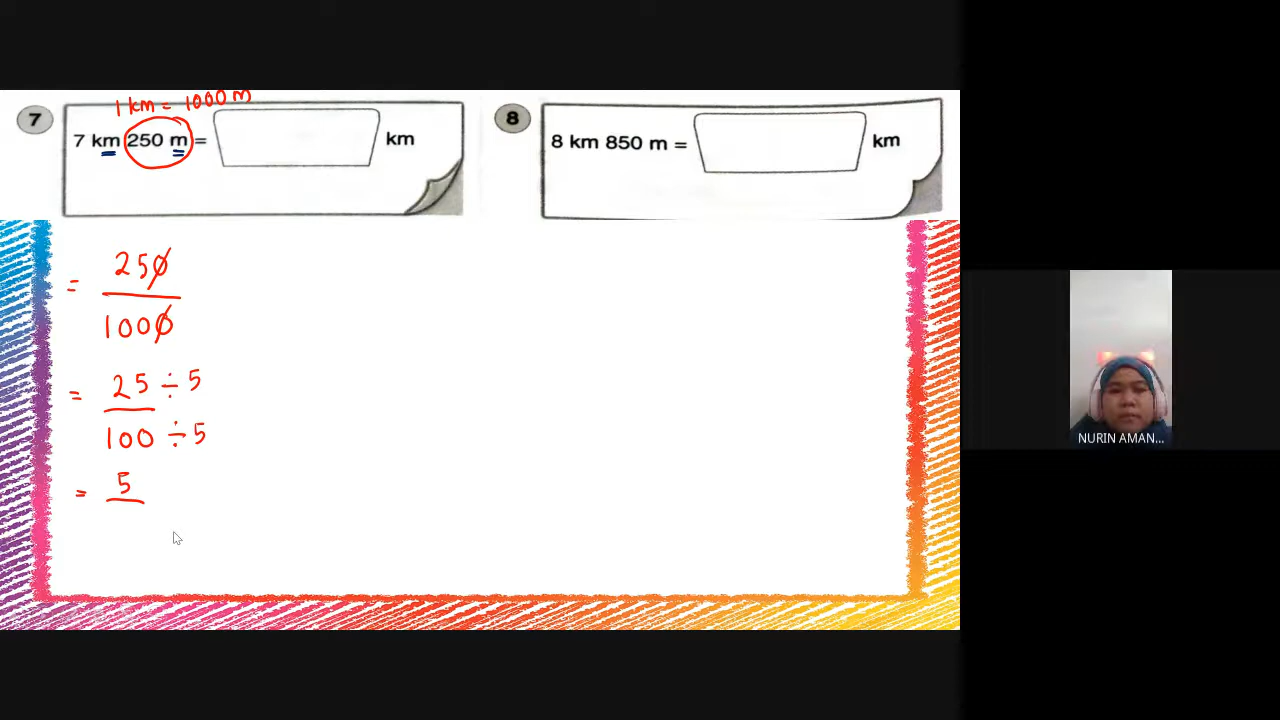 1 km = 1000 m
7
7 km 250 m =
km
8
8 km 850 m =
km
= 250
1000
= 25 ÷ 5
100 ÷ 5
= 5
NURIN AMAN...